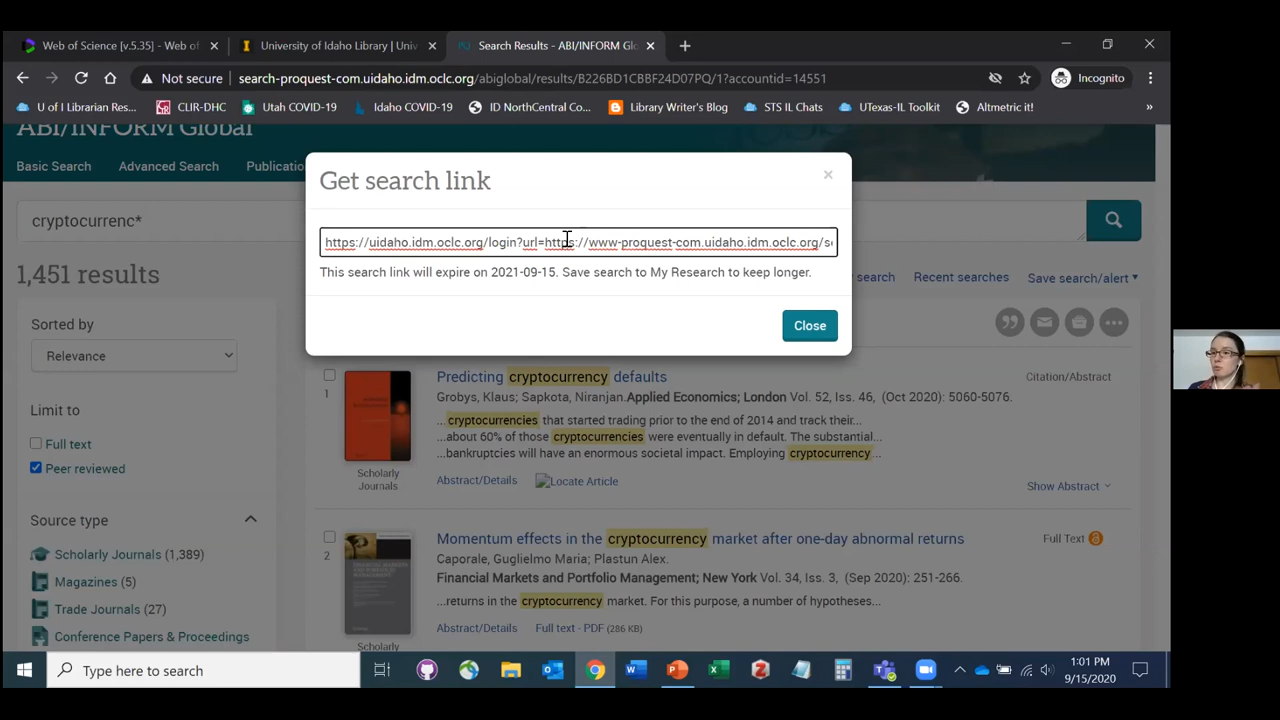 Web of Science [v.5.35] - Web of
University of Idaho Library | Univ
Search Results - ABI/INFORM Glo
Not secure
search-proquest-com.uidaho.idm.oclc.org/abiglobal/results/B226BD1CBBF24D07PQ/1?accountid=14551
Incognito
U of I Librarian Res...
CLIR-DHC
Utah COVID-19
Idaho COVID-19
ID NorthCentral Co...
Library Writer's Blog
STS IL Chats
UTexas-IL Toolkit
Altmetric it!
»
ABI/INFORM Global
Basic Search
Advanced Search
Publicatio
Get search link
×
cryptocurrenc*
https://uidaho.idm.oclc.org/login?url=https://www-proquest-com.uidaho.idm.oclc.org/se
This search link will expire on 2021-09-15. Save search to My Research to keep longer.
Close
1,451 results
search
Recent searches
Save search/alert
Sorted by
Relevance
Limit to
Full text
Peer reviewed
Source type
Scholarly Journals (1,389)
Magazines (5)
Trade Journals (27)
Conference Papers & Proceedings
1
Scholarly
Journals
Predicting cryptocurrency defaults
Citation/Abstract
Grobys, Klaus; Sapkota, Niranjan.Applied Economics; London Vol. 52, Iss. 46, (Oct 2020): 5060-5076.
...cryptocurrencies that started trading prior to the end of 2014 and track their...
...about 60% of those cryptocurrencies were eventually in default. The substantial...
...bankruptcies will have an enormous societal impact. Employing cryptocurrency...
Abstract/Details
Locate Article
Show Abstract
2
Scholarly
Momentum effects in the cryptocurrency market after one-day abnormal returns
Full Text
Caporale, Guglielmo Maria; Plastun Alex.
Financial Markets and Portfolio Management; New York Vol. 34, Iss. 3, (Sep 2020): 251-266.
...returns in the cryptocurrency market. For this purpose, a number of hypotheses...
Abstract/Details
Full text - PDF (286 KB)
Type here to search
1:01 PM
9/15/2020